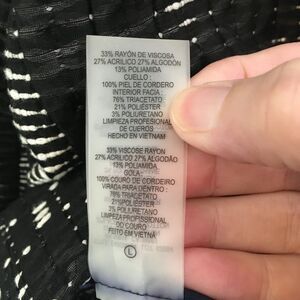 33% RAYÓN DE VISCOSA
27% ACRILICO 27% ALGODÓN
13% POLIAMIDA
CUELLO :
100% PIEL DE CORDERO
INTERIOR FACIA :
76% TRIACETATO
21% POLIÉSTER
3% POLIURETANO
LIMPIEZA PROFESIONAL
DE CUEROS
HECHO EN VIETNAM
33% VISCOSE RAYON
27% ACRÍLICO 27% ALGODÃO
13% POLIAMIDA
GOLA :
100% COURO DE CORDEIRO
VIRADA PARA DENTRO :
76% TRIACETATO
21% POLIÉSTER
3% POLIURETANO
LIMPIEZA PROFISSIONAL
DO COURO
FEITO EM VIETNÃ
L